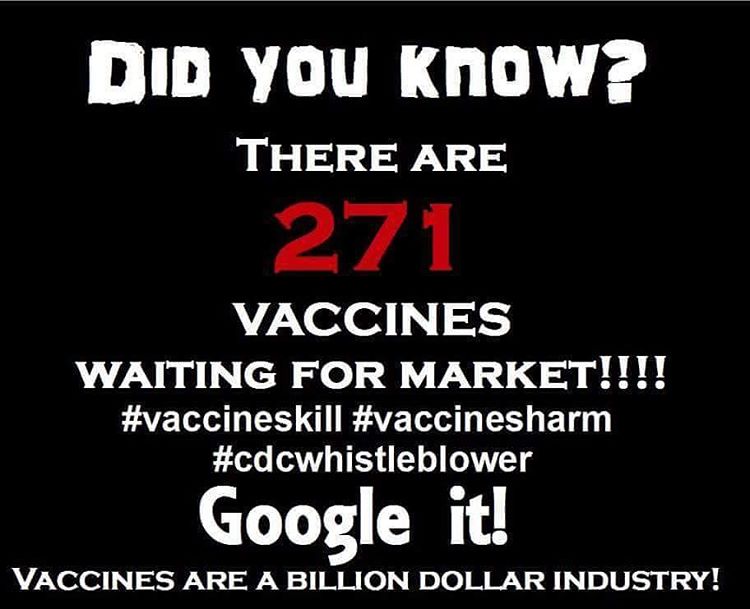 DID YOU KNOW?
THERE ARE
271
VACCINES
WAITING FOR MARKET!!!!
#vaccineskill #vaccinesharm
#cdcwhistleblower
Google it!
VACCINES ARE A BILLION DOLLAR INDUSTRY!